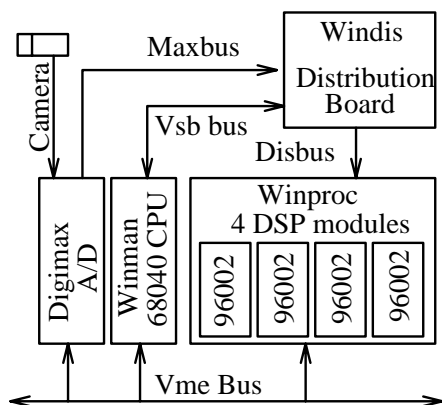 Windis
Distribution
Board
Maxbus
Vsb bus
Camera
Disbus
Digimax
A/D
Winman
68040 CPU
Winproc
4 DSP modules
96002
96002
96002
96002
Vme Bus